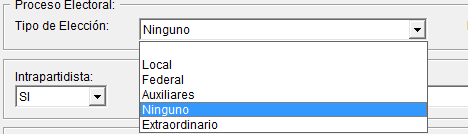 Proceso Electoral:
Tipo de Elección:
Ninguno
Local
Federal
Auxiliares
Ninguno
Extraordinario
Intrapartidista:
SI